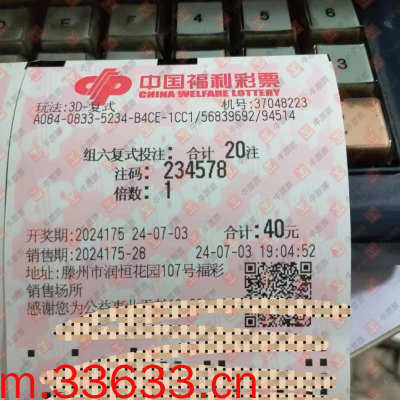 中国福利彩票
CHINA WELFARE LOTTERY
玩法:3D-复式 机号:37048223
A084-0833-5234-B4CE-1CC1/56839692/94514
组六复式投注: 合计 20注
注码: 234578
倍数: 1
开奖期:2024175 24-07-03 合计:40元
销售期:2024175-28 24-07-03 19:04:52
地址:滕州市润恒花园107号福彩
销售场所
感谢您为公益事业贡献
m.33633.cn